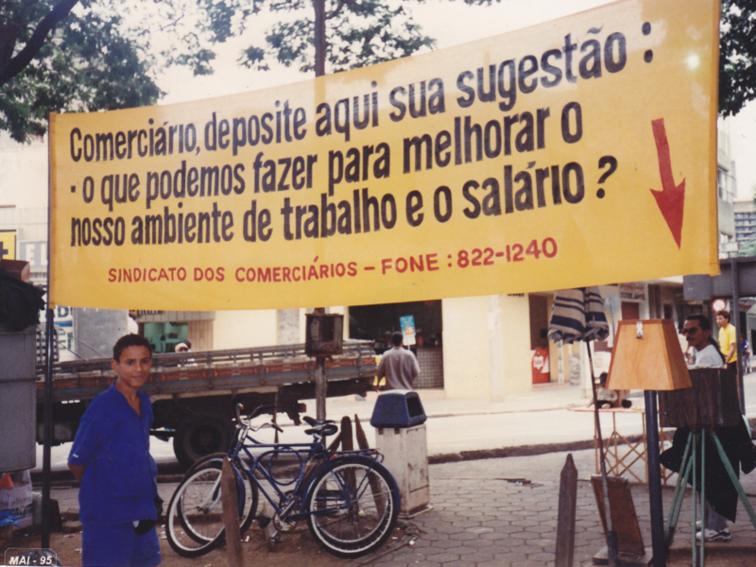 Comerciário, deposite aqui sua sugestão :
- o que podemos fazer para melhorar o
nosso ambiente de trabalho e o salário ?
SINDICATO DOS COMERCIÁRIOS - FONE : 822-1240
MAI - 95